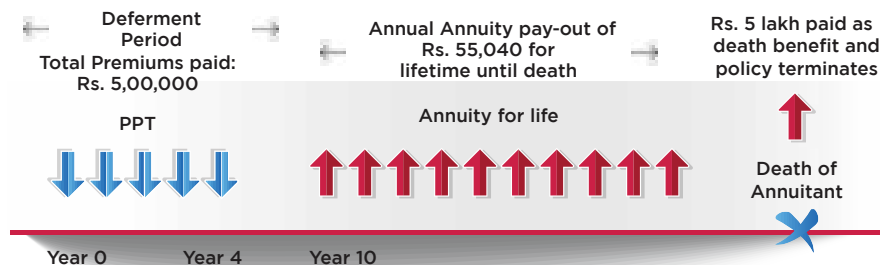 Deferment
Period
Total Premiums paid:
Rs. 5,00,000
Annual Annuity pay-out of
Rs. 55,040 for
lifetime until death
Rs. 5 lakh paid as
death benefit and
policy terminates
PPT
Annuity for life
Death of
Annuitant
Year 0
Year 4
Year 10